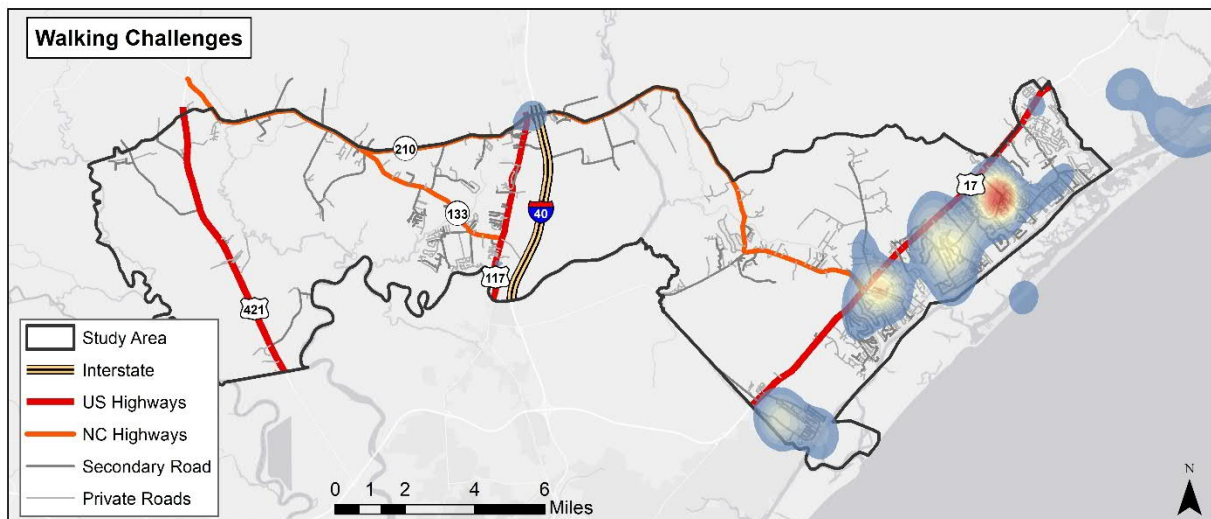 Walking Challenges
210
17
133
40
117
421
Study Area
Interstate
US Highways
NC Highways
Secondary Road
Private Roads
0 1 2 4 6
Miles
N